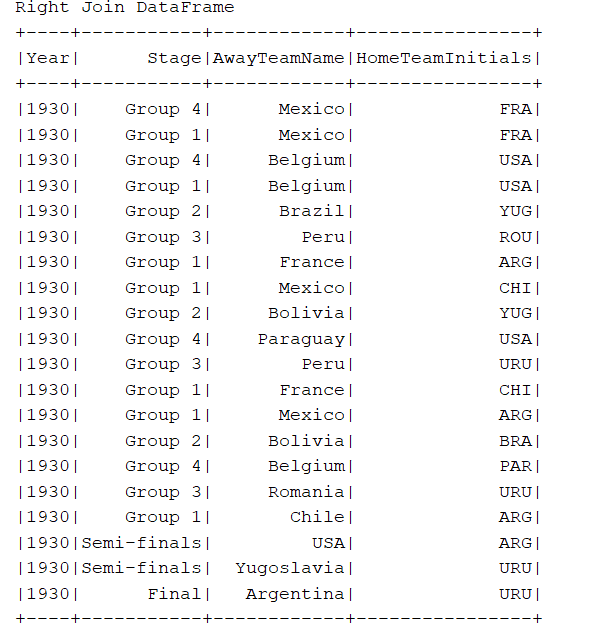 Right Join DataFrame
+----+-----------+------------+----------------+
|Year|      Stage|AwayTeamName|HomeTeamInitials|
+----+-----------+------------+----------------+
|1930|    Group 4|      Mexico|             FRA|
|1930|    Group 1|      Mexico|             FRA|
|1930|    Group 4|     Belgium|             USA|
|1930|    Group 1|     Belgium|             USA|
|1930|    Group 2|      Brazil|             YUG|
|1930|    Group 3|        Peru|             ROU|
|1930|    Group 1|      France|             ARG|
|1930|    Group 1|      Mexico|             CHI|
|1930|    Group 2|     Bolivia|             YUG|
|1930|    Group 4|    Paraguay|             USA|
|1930|    Group 3|        Peru|             URU|
|1930|    Group 1|      France|             CHI|
|1930|    Group 1|      Mexico|             ARG|
|1930|    Group 2|     Bolivia|             BRA|
|1930|    Group 4|     Belgium|             PAR|
|1930|    Group 3|     Romania|             URU|
|1930|    Group 1|       Chile|             ARG|
|1930|Semi-finals|         USA|             ARG|
|1930|Semi-finals|  Yugoslavia|             URU|
|1930|      Final|   Argentina|             URU|
+----+-----------+------------+----------------+